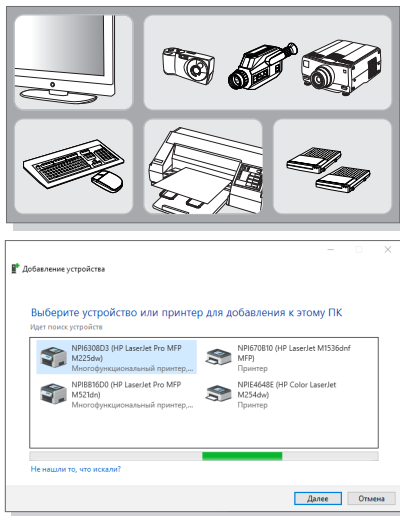 Добавление устройства
Выберите устройство или принтер для добавления к этому ПК
Идет поиск устройств
NPI6308D3 (HP LaserJet Pro MFP
M225dw)
Многофункциональный принтер,...
NPI670B10 (HP LaserJet M1536dnf
MFP)
Принтер
NPIBB16D0 (HP LaserJet Pro MFP
M521dn)
Многофункциональный принтер,...
NPIE4648E (HP Color LaserJet
M254dw)
Принтер
Не нашли то, что искали?
Далее
Отмена